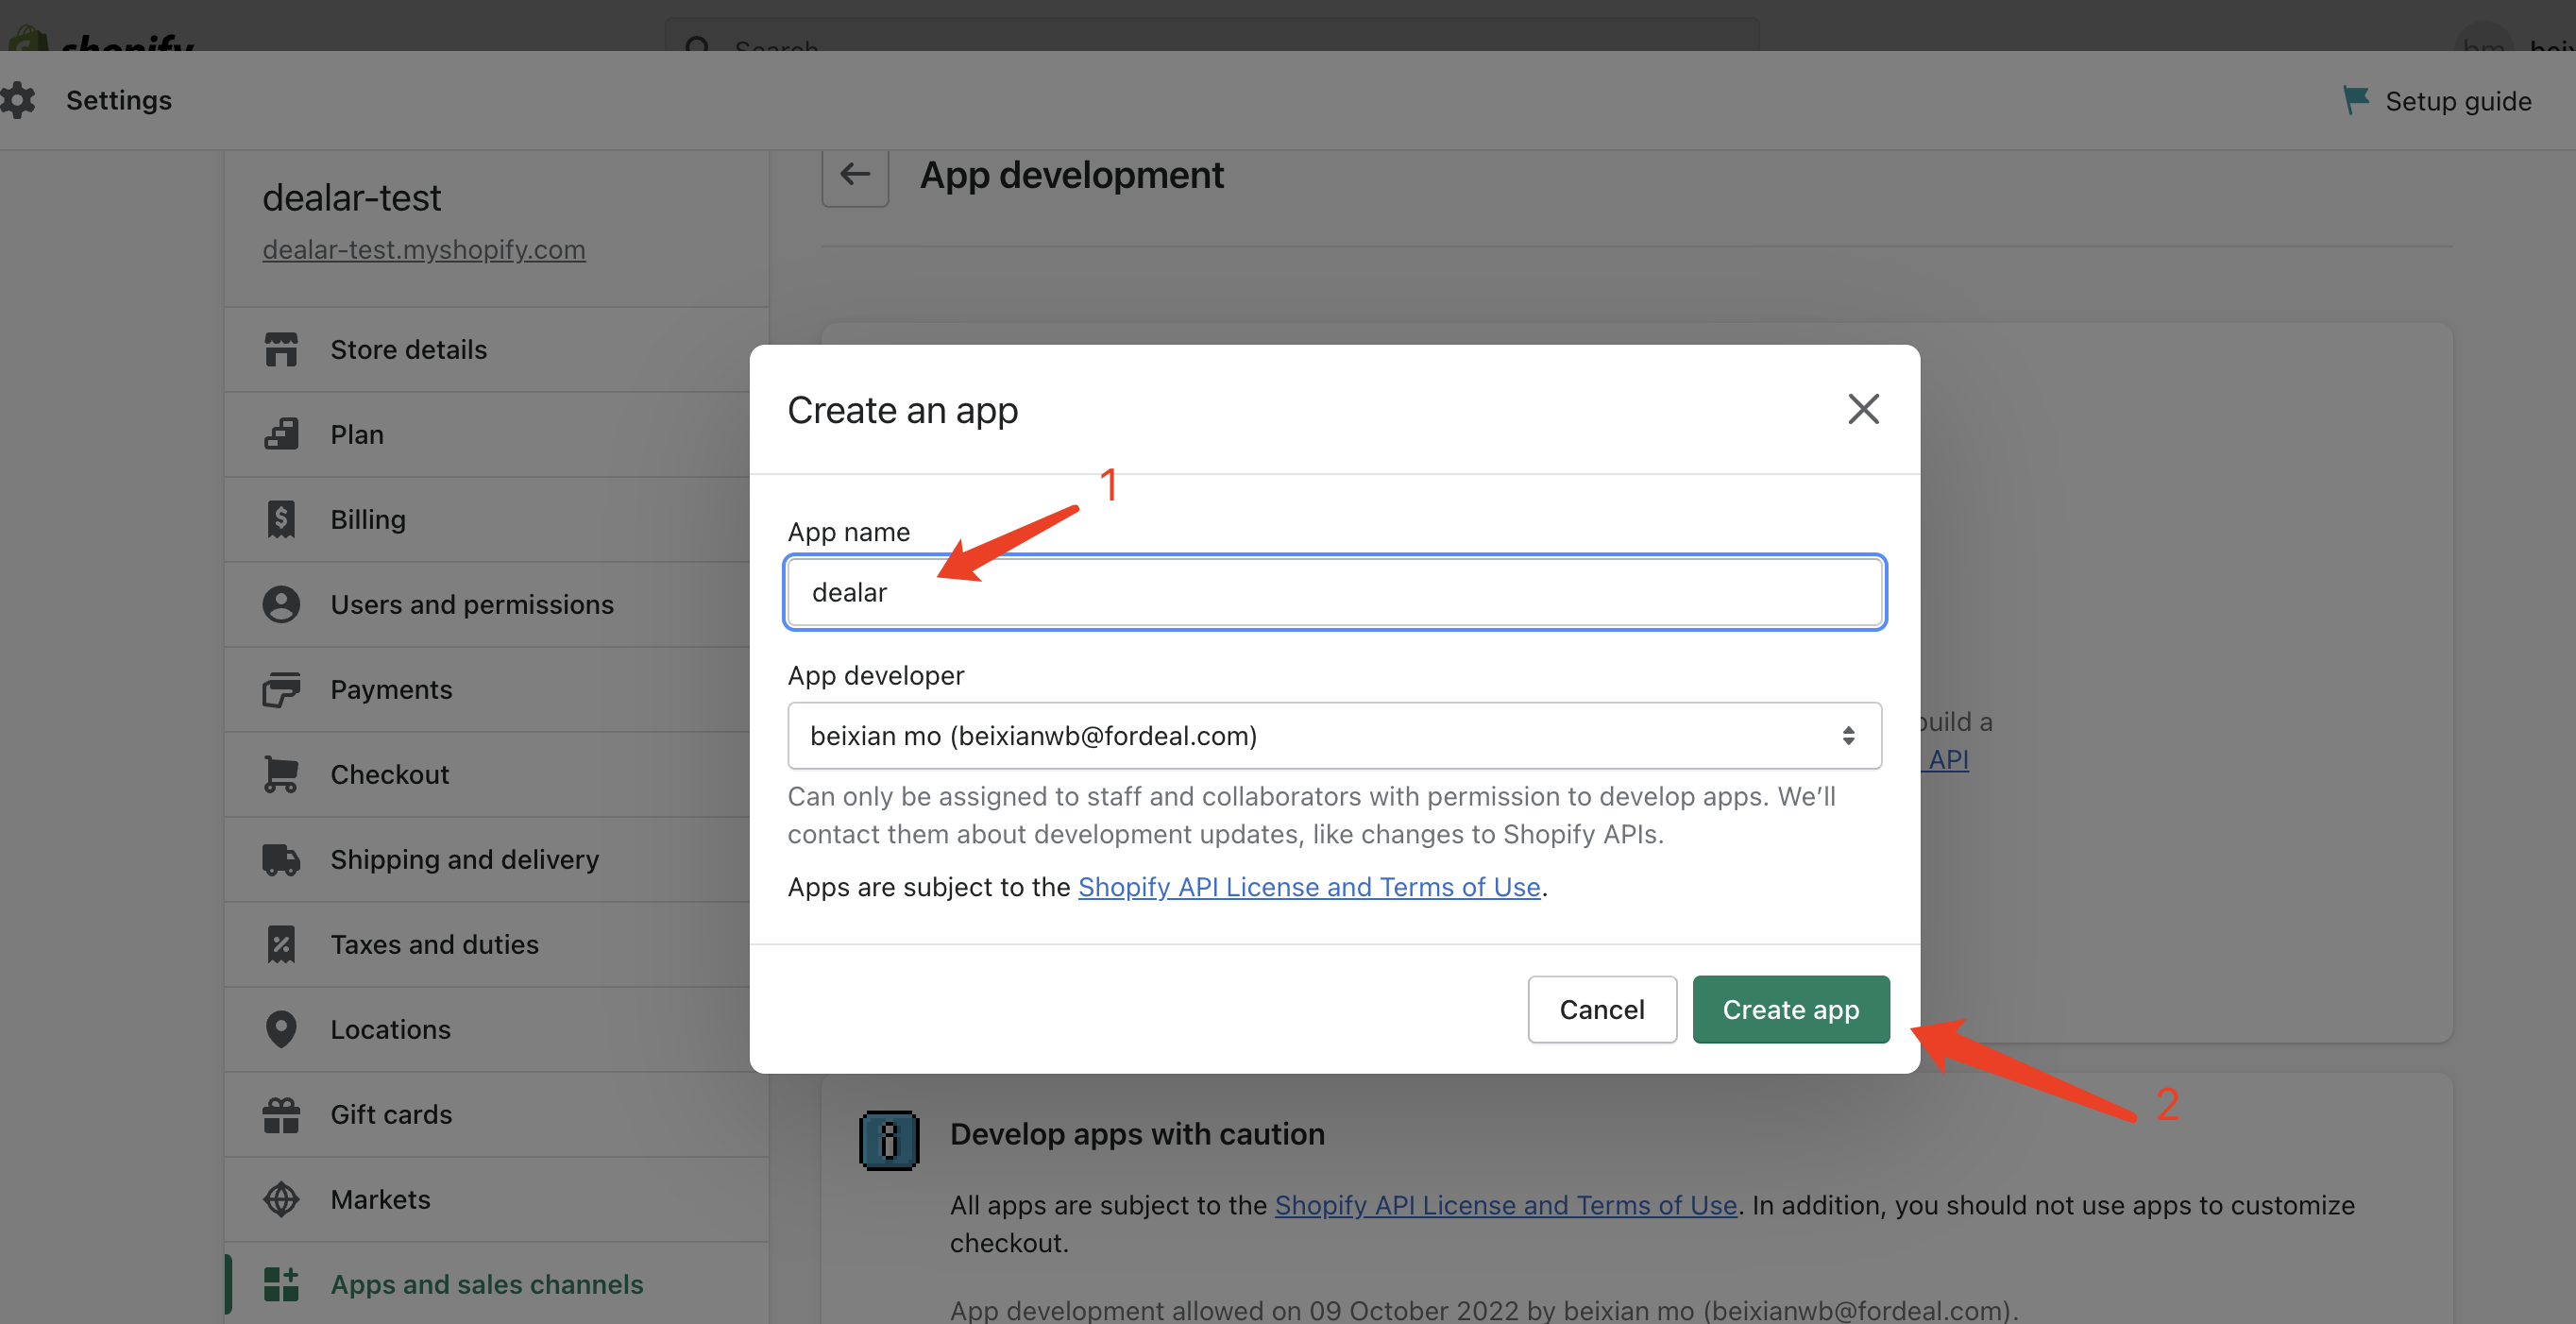 shopify
Search
Settings
Setup guide
dealar-test
dealar-test.myshopify.com
Store details
Plan
Billing
Users and permissions
Payments
Checkout
Shipping and delivery
Taxes and duties
Locations
Gift cards
Markets
Apps and sales channels
App development
build a
API
Create an app
1
App name
dealar
App developer
beixian mo (beixianwb@fordeal.com)
Can only be assigned to staff and collaborators with permission to develop apps. We’ll
contact them about development updates, like changes to Shopify APIs.
Apps are subject to the Shopify API License and Terms of Use.
Cancel
Create app
2
Develop apps with caution
All apps are subject to the Shopify API License and Terms of Use. In addition, you should not use apps to customize
checkout.
App development allowed on 09 October 2022 by beixian mo (beixianwb@fordeal.com).